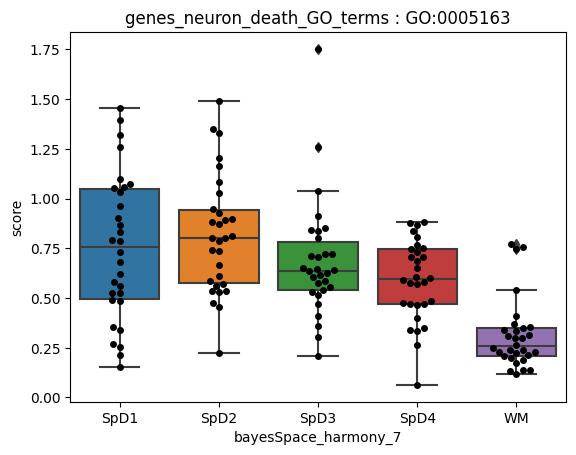 genes_neuron_death_GO_terms : GO:0005163
score
1.75
1.50
1.25
1.00
0.75
0.50
0.25
0.00
SpD1 SpD2 SpD3 SpD4 WM
bayesSpace_harmony_7